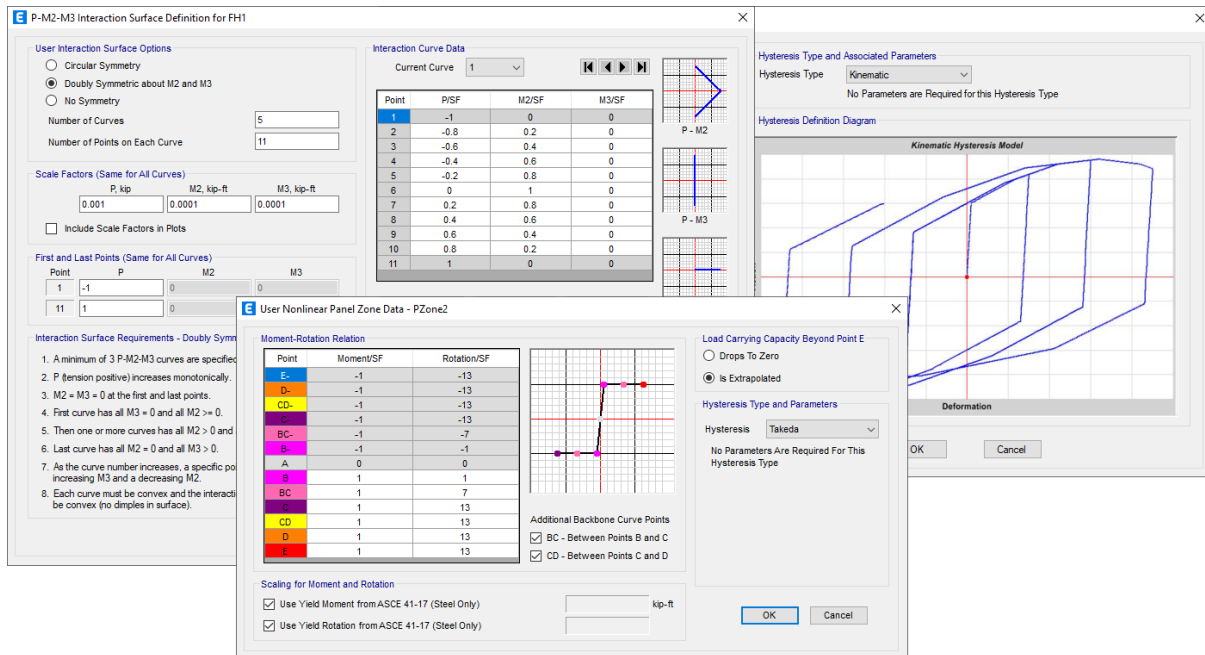 P-M2-M3 Interaction Surface Definition for FH1
User Interaction Surface Options
Circular Symmetry
Doubly Symmetric about M2 and M3
No Symmetry
Number of Curves 5
Number of Points on Each Curve 11
Scale Factors (Same for All Curves)
P, kip M2, kip-ft M3, kip-ft
0.001 0.0001 0.0001
Include Scale Factors in Plots
First and Last Points (Same for All Curves)
Point P M2 M3
1 -1 0 0
11 1 0
Interaction Surface Requirements - Doubly Symm
1. A minimum of 3 P-M2-M3 curves are specified
2. P (tension positive) increases monotonically.
3. M2 = M3 = 0 at the first and last points.
4. First curve has all M3 = 0 and all M2 >= 0.
5. Then one or more curves has all M2 > 0 and
6. Last curve has all M2 = 0 and all M3 > 0.
7. As the curve number increases, a specific po
increasing M3 and a decreasing M2.
8. Each curve must be convex and the interacti
be convex (no dimples in surface).
Interaction Curve Data
Current Curve 1
Point P/SF M2/SF M3/SF
1 -1 0 0
2 -0.8 0.2 0
3 -0.6 0.4 0
4 -0.4 0.6 0
5 -0.2 0.8 0
6 0 1 0
7 0.2 0.8 0
8 0.4 0.6 0
9 0.6 0.4 0
10 0.8 0.2 0
11 1 0 0
P - M2
P - M3
Hysteresis Type and Associated Parameters
Hysteresis Type Kinematic
No Parameters are Required for this Hysteresis Type
Hysteresis Definition Diagram
Kinematic Hysteresis Model
Deformation
OK Cancel
User Nonlinear Panel Zone Data - PZone2
Moment-Rotation Relation
Point Moment/SF Rotation/SF
E- -1 -13
D- -1 -13
CD- -1 -13
C- -1 -13
BC- -1 -7
B- -1 -1
A 0 0
B 1 1
BC 1 7
C 1 13
CD 1 13
D 1 13
E 1 13
Additional Backbone Curve Points
BC - Between Points B and C
CD - Between Points C and D
Scaling for Moment and Rotation
Use Yield Moment from ASCE 41-17 (Steel Only) kip-ft
Use Yield Rotation from ASCE 41-17 (Steel Only)
Load Carrying Capacity Beyond Point E
Drops To Zero
Is Extrapolated
Hysteresis Type and Parameters
Hysteresis Takeda
No Parameters Are Required For This
Hysteresis Type
OK Cancel